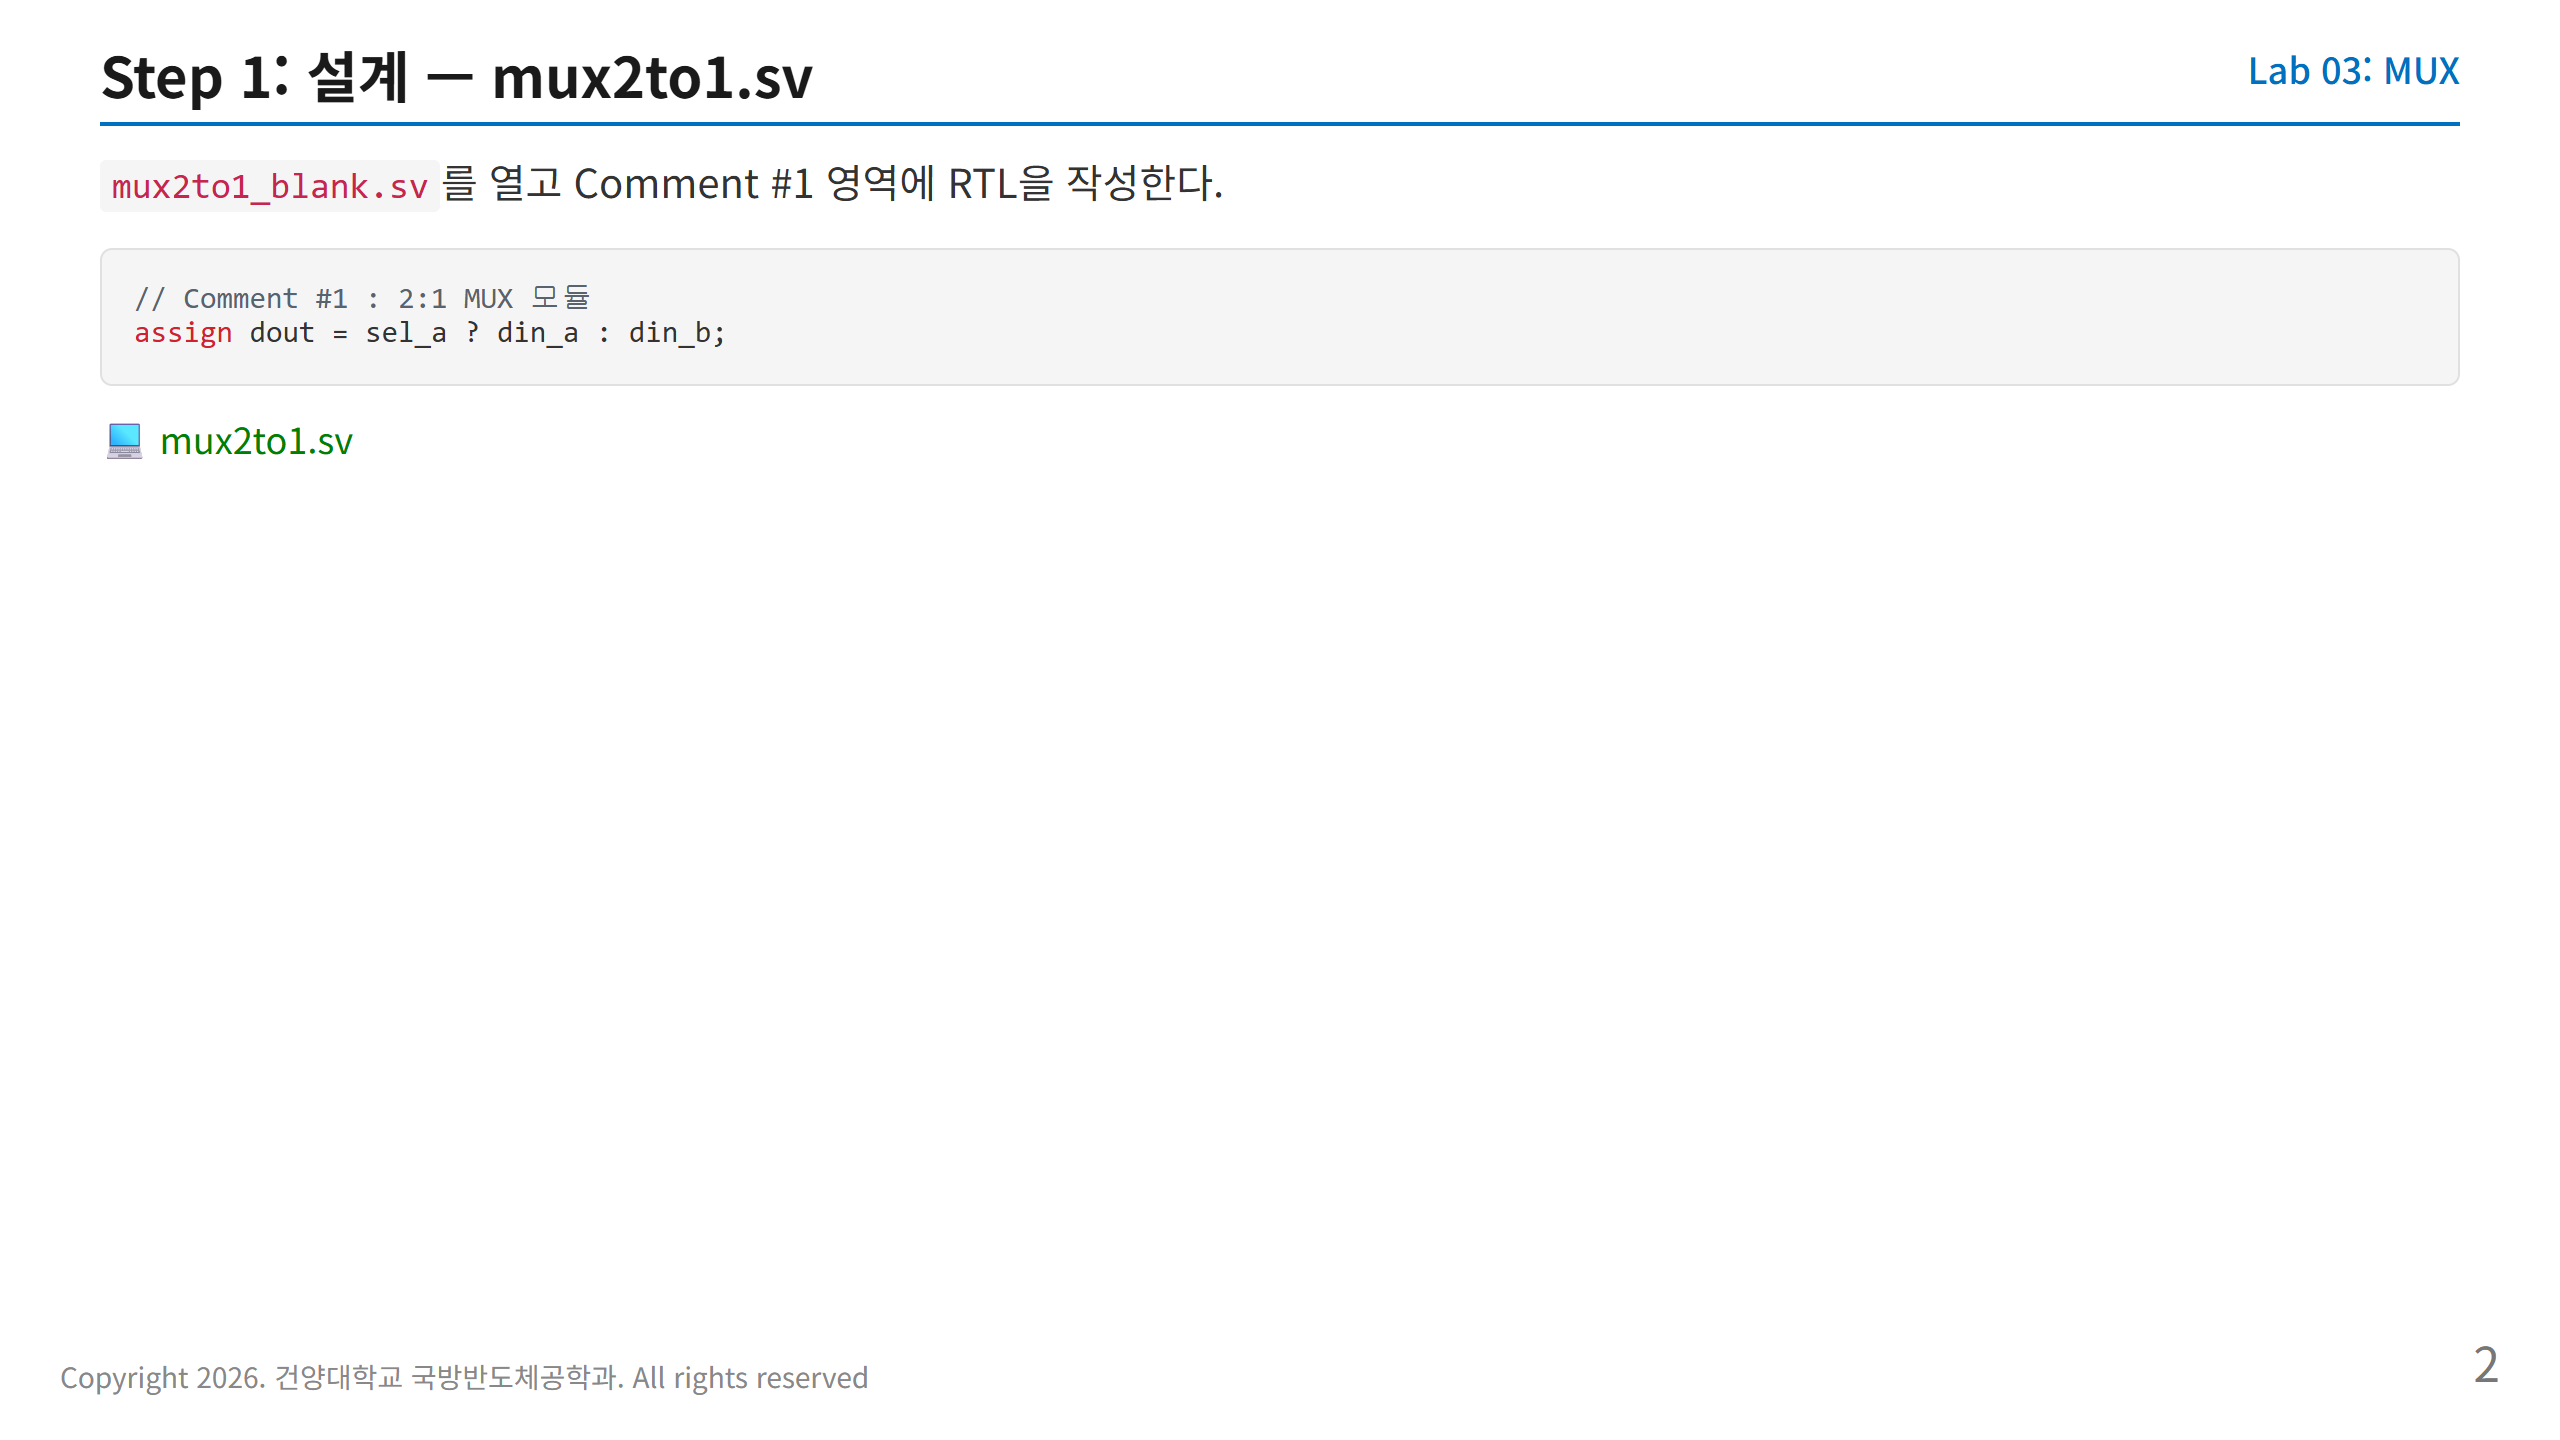 Step 1: 설계 — mux2to1.sv
Lab 03: MUX
mux2to1_blank.sv를 열고 Comment #1 영역에 RTL을 작성한다.
// Comment #1 : 2:1 MUX 모듈
assign dout = sel_a ? din_a : din_b;
💻 mux2to1.sv
Copyright 2026. 건양대학교 국방반도체공학과. All rights reserved
2